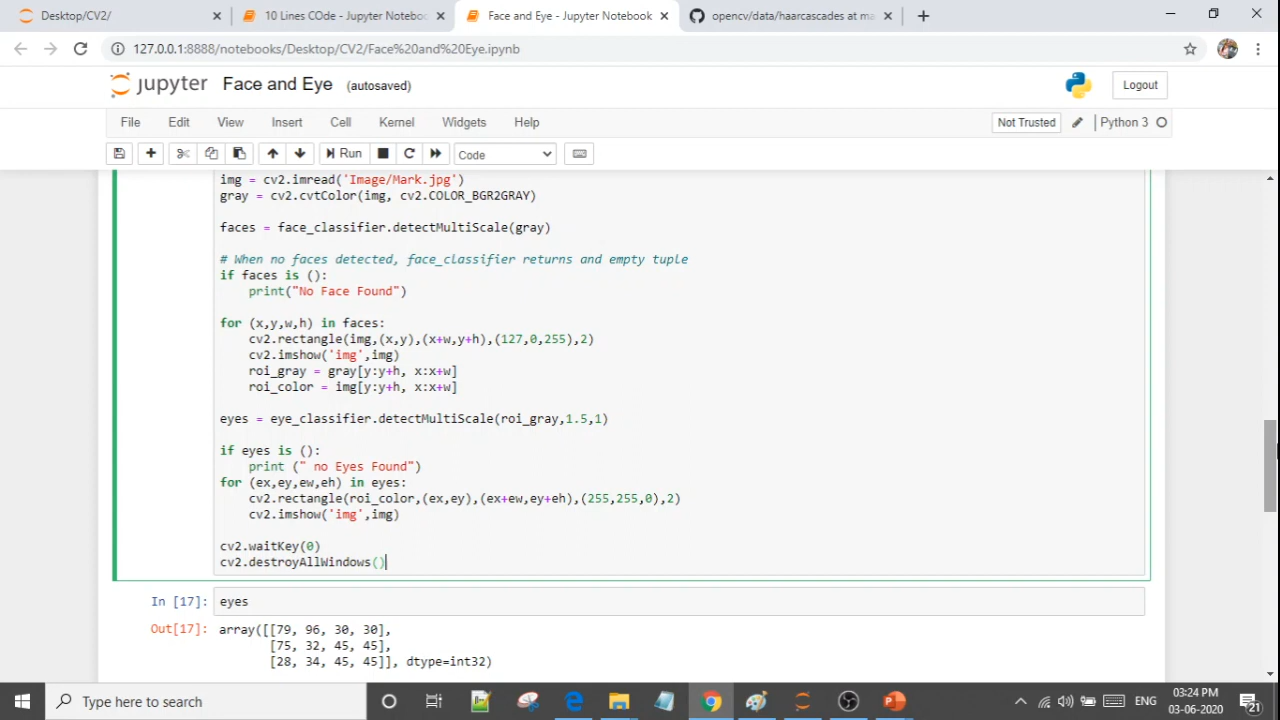 Desktop/CV2/
10 Lines COde - Jupyter Noteboo
Face and Eye - Jupyter Notebook
opencv/data/haarcascades at ma
127.0.0.1:8888/notebooks/Desktop/CV2/Face%20and%20Eye.ipynb
jupyter Face and Eye (autosaved)
Logout
File Edit View Insert Cell Kernel Widgets Help
Not Trusted Python 3
Run Code
img = cv2.imread('Image/Mark.jpg')
gray = cv2.cvtColor(img, cv2.COLOR_BGR2GRAY)
faces = face_classifier.detectMultiScale(gray)
# When no faces detected, face_classifier returns and empty tuple
if faces is ():
    print("No Face Found")
for (x,y,w,h) in faces:
    cv2.rectangle(img,(x,y),(x+w,y+h),(127,0,255),2)
    cv2.imshow('img',img)
    roi_gray = gray[y:y+h, x:x+w]
    roi_color = img[y:y+h, x:x+w]
eyes = eye_classifier.detectMultiScale(roi_gray,1.5,1)
if eyes is ():
    print (" no Eyes Found")
for (ex,ey,ew,eh) in eyes:
    cv2.rectangle(roi_color,(ex,ey),(ex+ew,ey+eh),(255,255,0),2)
    cv2.imshow('img',img)
cv2.waitKey(0)
cv2.destroyAllWindows()
In [17]: eyes
Out[17]: array([[79, 96, 30, 30],
[75, 32, 45, 45],
[28, 34, 45, 45]], dtype=int32)
Type here to search
ENG
03:24 PM
03-06-2020
21